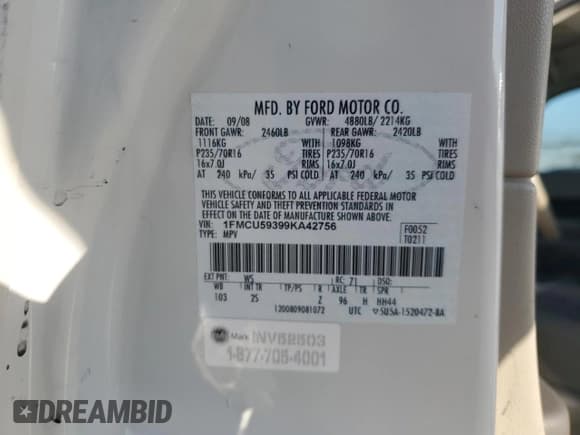 MFD. BY FORD MOTOR CO.
DATE: 09/08 GVWR: 4880LB/ 2214KG
FRONT GAWR: 2460LB REAR GAWR: 2420LB
1116KG WITH 1098KG WITH
P235/70R16 TIRES P235/70R16 TIRES
16x7.0J RIMS 16x7.0J RIMS
AT 240 kPa/ 35 PSI COLD AT 240 kPa/ 35 PSI COLD
THIS VEHICLE CONFORMS TO ALL APPLICABLE FEDERAL MOTOR
VEHICLE SAFETY AND THEFT PREVENTION STANDARDS IN EFFECT
ON THE DATE OF MANUFACTURE SHOWN ABOVE.
VIN: 1FMCU59399KA42756 F0052
TYPE: MPV T0211
EXT PNT: WS RC: 71 DSO:
WB INT TR TP/PS R AXLE TR SPR
103 2S Z 96 H HH44
1200809081072 UTC 5U5A-1520472-BA
Mark NV52503
1-877-705-4001
DREAMBID